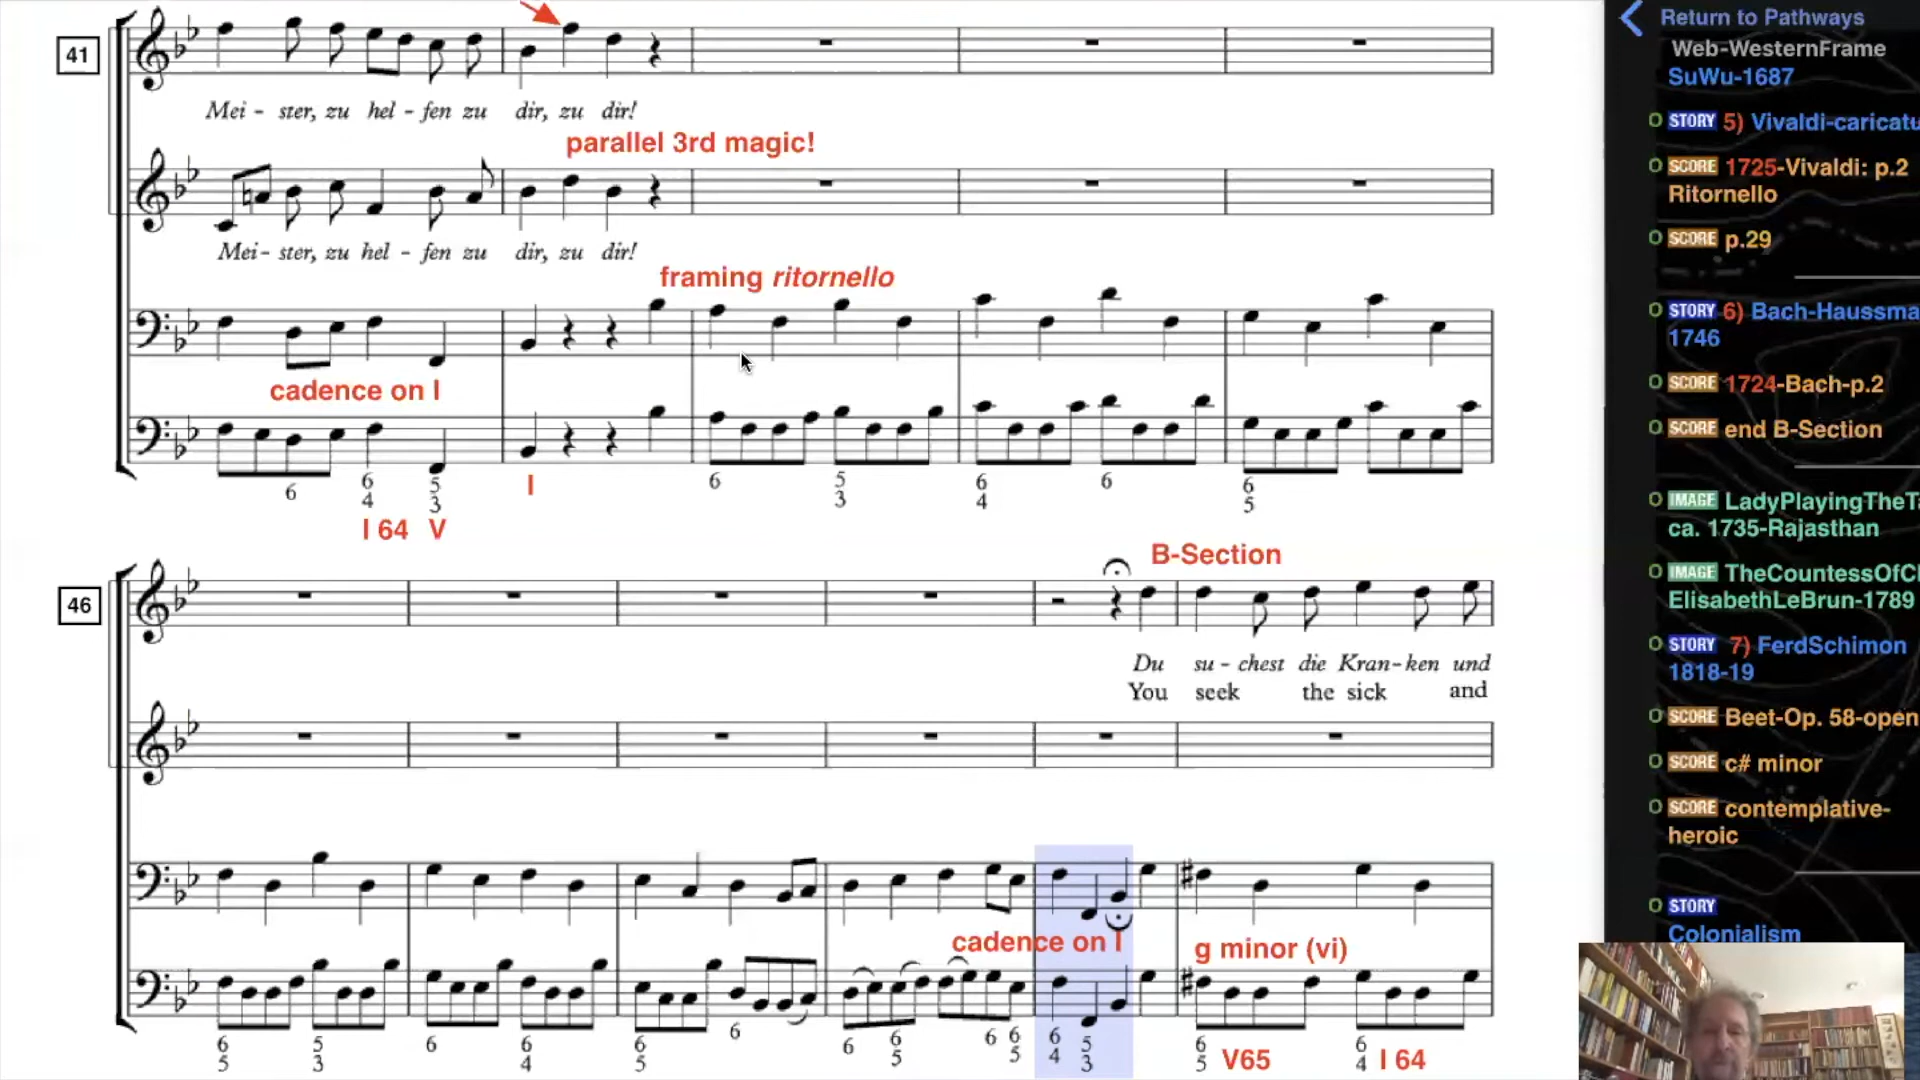 41
Mei - ster, zu hel - fen zu dir, zu dir!
parallel 3rd magic!
Mei - ster, zu hel - fen zu dir, zu dir!
framing ritornello
cadence on I
6 6 4 5 3 I 6 5 3 6 4 6 6 5
I 64 V
B-Section
46
Du su - chest die Kran - ken und
You seek the sick and
cadence on I
g minor (vi)
6 5 5 3 6 6 4 6 5 6 6 6 5 6 6 5 6 4 5 3 6 5 V65 6 4 I 64
Return to Pathways
Web-WesternFrame
SuWu-1687
STORY 5) Vivaldi-caricatu
SCORE 1725-Vivaldi: p.2
Ritornello
SCORE p.29
STORY 6) Bach-Haussma
1746
SCORE 1724-Bach-p.2
SCORE end B-Section
IMAGE LadyPlayingTheT
ca. 1735-Rajasthan
IMAGE TheCountessOfC
ElisabethLeBrun-1789
STORY 7) FerdSchimon
1818-19
SCORE Beet-Op. 58-open
SCORE c# minor
SCORE contemplative-
heroic
STORY
Colonialism